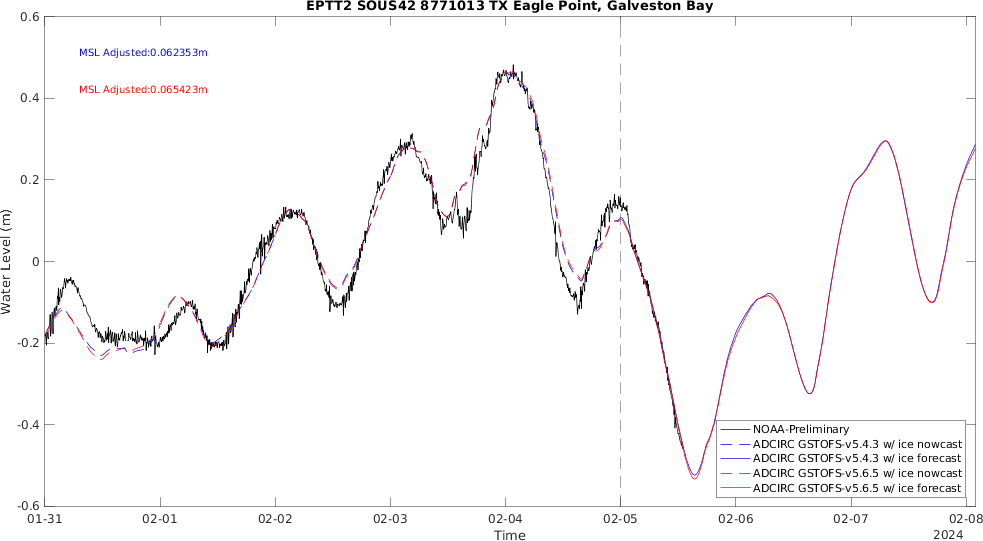 EPTT2 SOUS42 8771013 TX Eagle Point, Galveston Bay
0.6
MSL Adjusted:0.062353m
MSL Adjusted:0.065423m
0.4
0.2
0
-0.2
-0.4
-0.6
Water Level (m)
NOAA-Preliminary
ADCIRC GSTOFS-v5.4.3 w/ ice nowcast
ADCIRC GSTOFS-v5.4.3 w/ ice forecast
ADCIRC GSTOFS-v5.6.5 w/ ice nowcast
ADCIRC GSTOFS-v5.6.5 w/ ice forecast
01-31 02-01 02-02 02-03 02-04 02-05 02-06 02-07 02-08
Time
2024